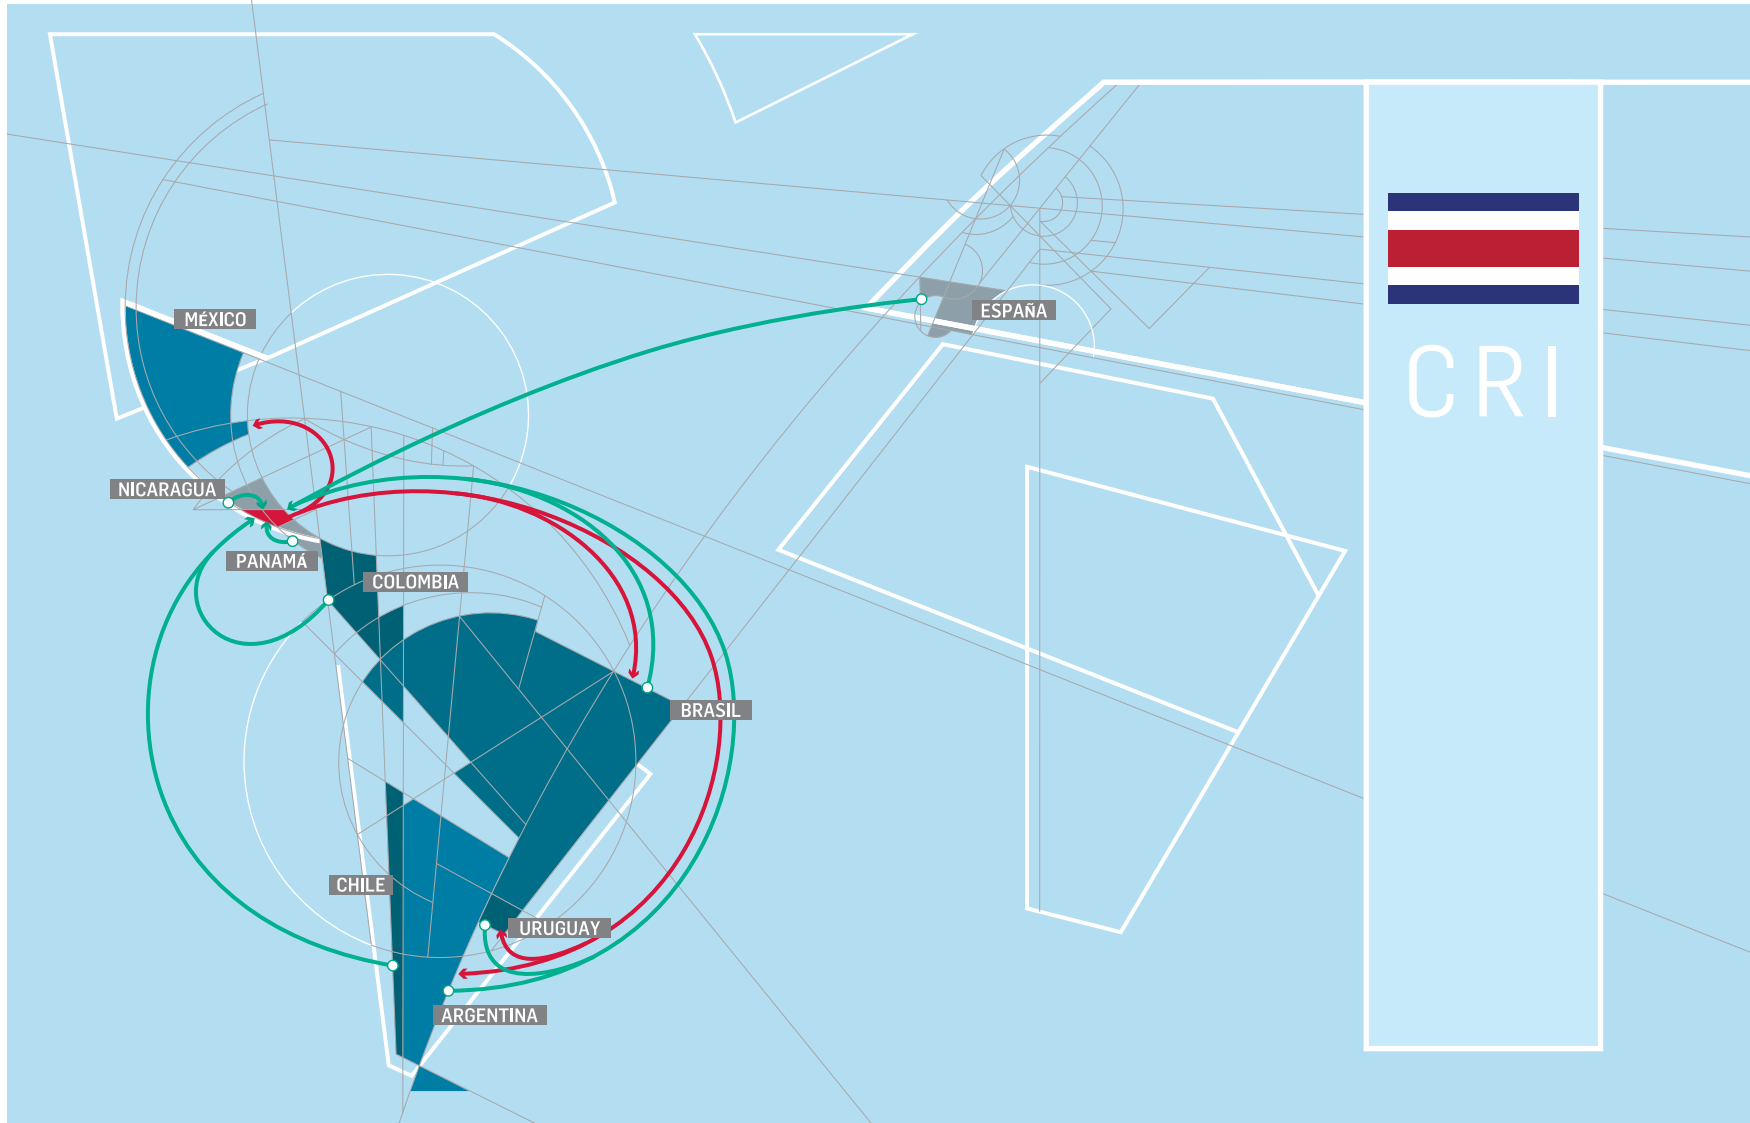 MÉXICO
ESPAÑA
CRI
NICARAGUA
PANAMÁ
COLOMBIA
BRASIL
CHILE
URUGUAY
ARGENTINA